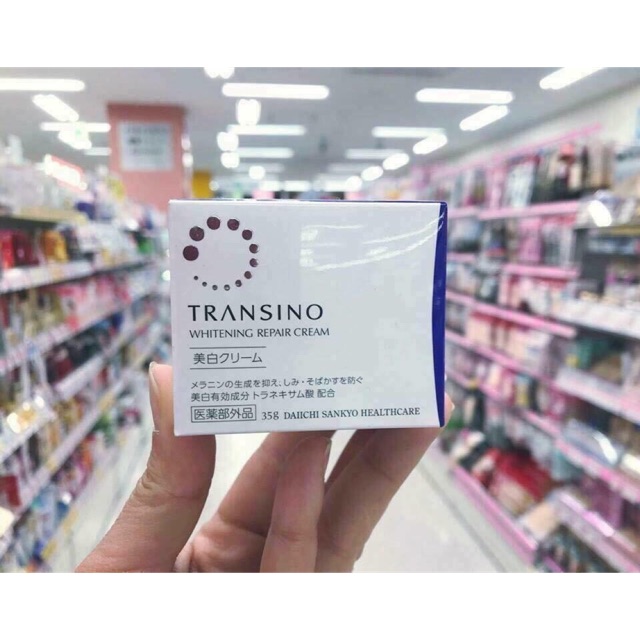 TRANSINO
WHITENING REPAIR CREAM
美白クリーム
メラニンの生成を抑え、しみ・そばかすを防ぐ
美白有効成分 トラネキサム酸 配合
医薬部外品 35g DAIICHI SANKYO HEALTHCARE